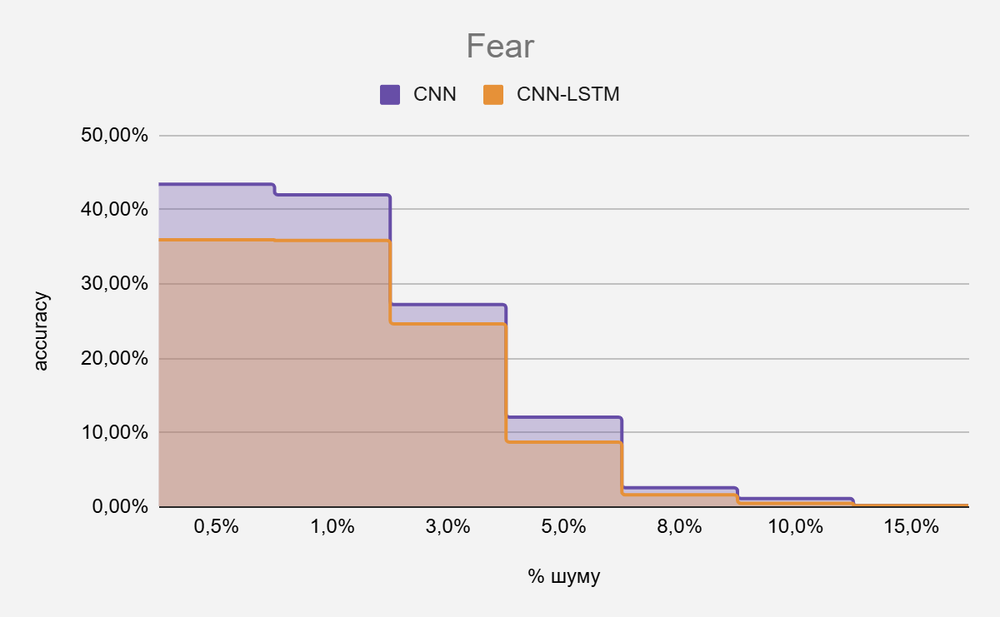 Fear
CNN CNN-LSTM
50,00%
40,00%
30,00%
20,00%
10,00%
0,00%
accuracy
0,5% 1,0% 3,0% 5,0% 8,0% 10,0% 15,0%
% шуму